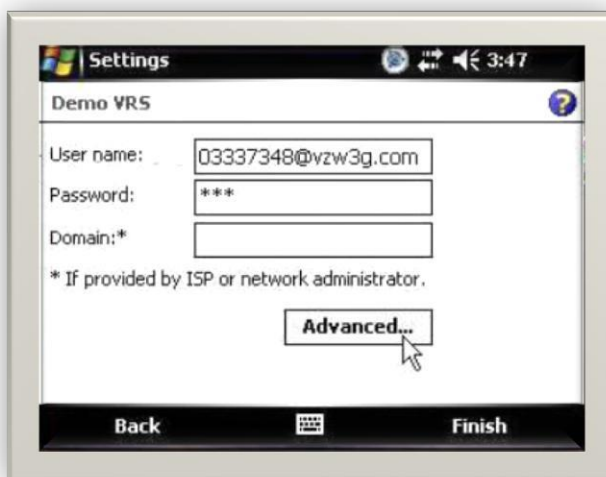 Settings 3:47
Demo VRS
User name: 03337348@vzw3g.com
Password: ***
Domain:*
* If provided by ISP or network administrator.
Advanced...
Back Finish